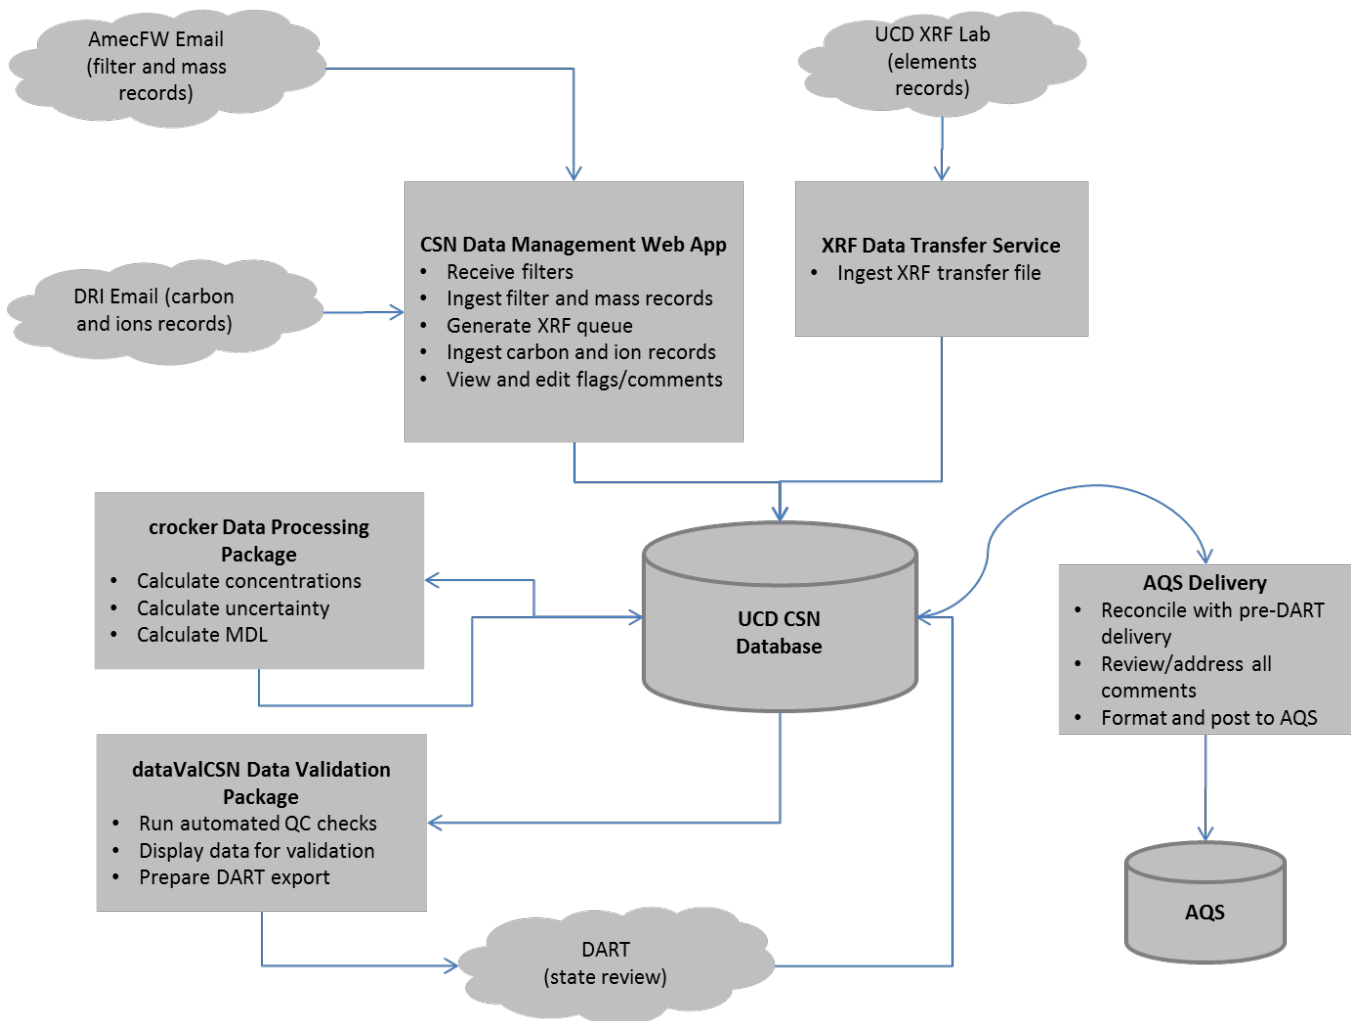 AmecFW Email
(filter and mass
records)
UCD XRF Lab
(elements
records)
CSN Data Management Web App
• Receive filters
• Ingest filter and mass records
• Generate XRF queue
• Ingest carbon and ion records
• View and edit flags/comments
XRF Data Transfer Service
• Ingest XRF transfer file
DRI Email (carbon
and ions records)
crocker Data Processing
Package
• Calculate concentrations
• Calculate uncertainty
• Calculate MDL
UCD CSN
Database
AQS Delivery
• Reconcile with pre-DART
delivery
• Review/address all
comments
• Format and post to AQS
dataValCSN Data Validation
Package
• Run automated QC checks
• Display data for validation
• Prepare DART export
DART
(state review)
AQS